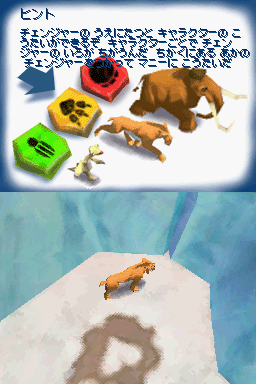 ヒント
チェンジャーの うえにたつと キャラクターの こ
うたいができるぞ キャラクターごとで チェン
ジャーの いろが ちがうんだ ちかくにある あかの
チェンジャーをつかって マニーに こうたいだ